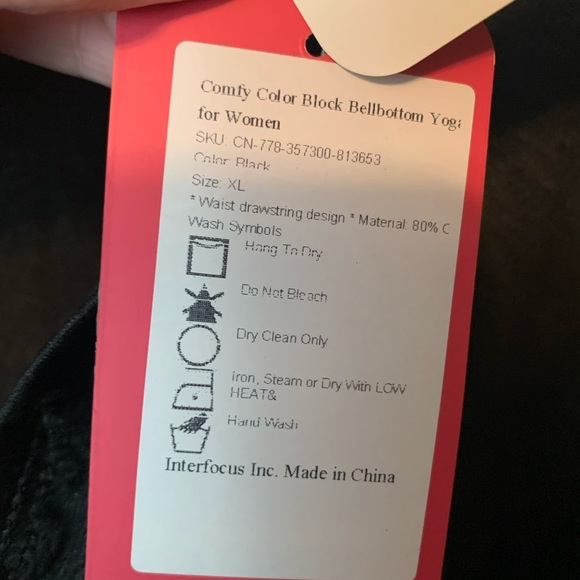 Comfy Color Block Bellbottom Yoga
for Women
SKU: CN-778-357300-813653
Color: Black
Size: XL
* Waist drawstring design * Material: 80% C
Wash Symbols
Hang To Dry
Do Not Bleach
Dry Clean Only
Iron, Steam or Dry With LOW
HEAT&
Hand Wash
Interfocus Inc. Made in China